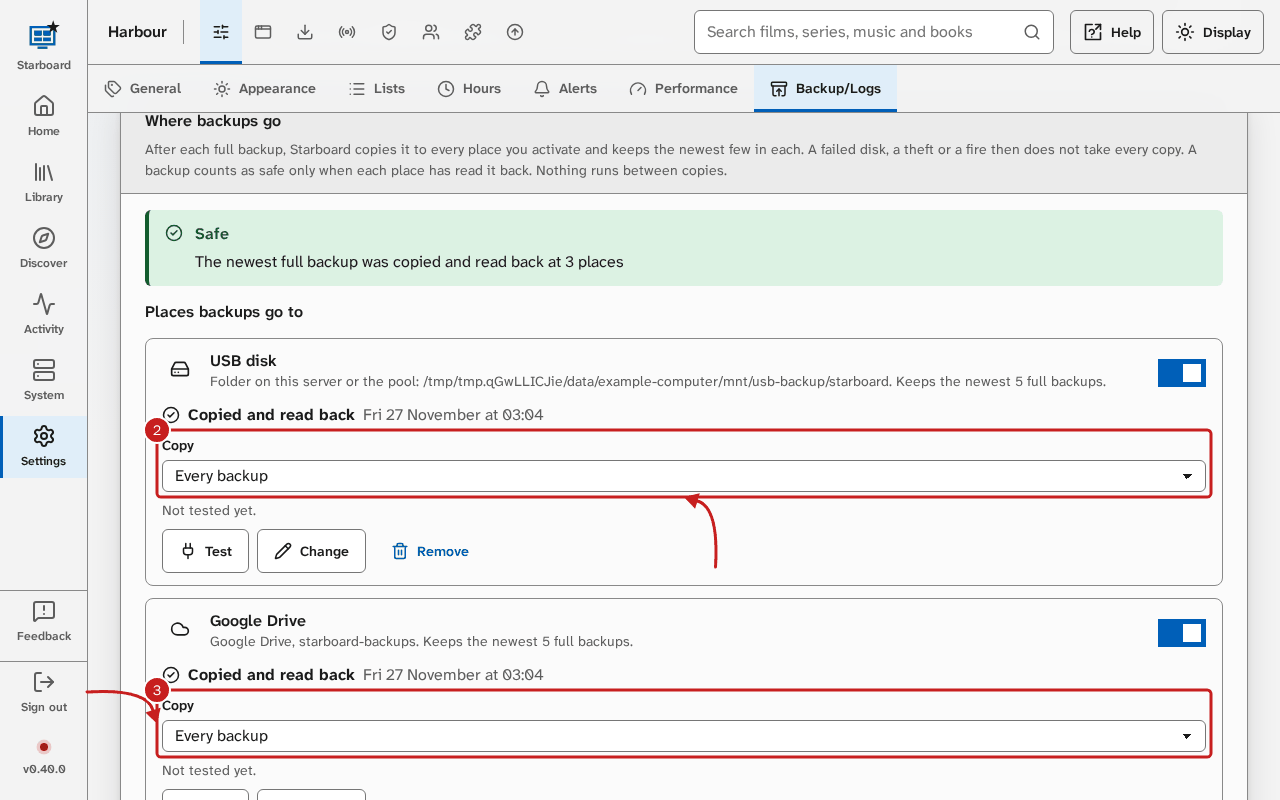 Starboard
Home
Library
Discover
Activity
System
Settings
Feedback
Sign out
v0.40.0
Harbour
Search films, series, music and books
Help
Display
General
Appearance
Lists
Hours
Alerts
Performance
Backup/Logs
Where backups go
After each full backup, Starboard copies it to every place you activate and keeps the newest few in each. A failed disk, a theft or a fire then does not take every copy. A
backup counts as safe only when each place has read it back. Nothing runs between copies.
Safe
The newest full backup was copied and read back at 3 places
Places backups go to
USB disk
Folder on this server or the pool: /tmp/tmp.qGwLLICJie/data/example-computer/mnt/usb-backup/starboard. Keeps the newest 5 full backups.
Copied and read back Fri 27 November at 03:04
2
Copy
Every backup
Not tested yet.
Test
Change
Remove
Google Drive
Google Drive, starboard-backups. Keeps the newest 5 full backups.
Copied and read back Fri 27 November at 03:04
3
Copy
Every backup
Not tested yet.